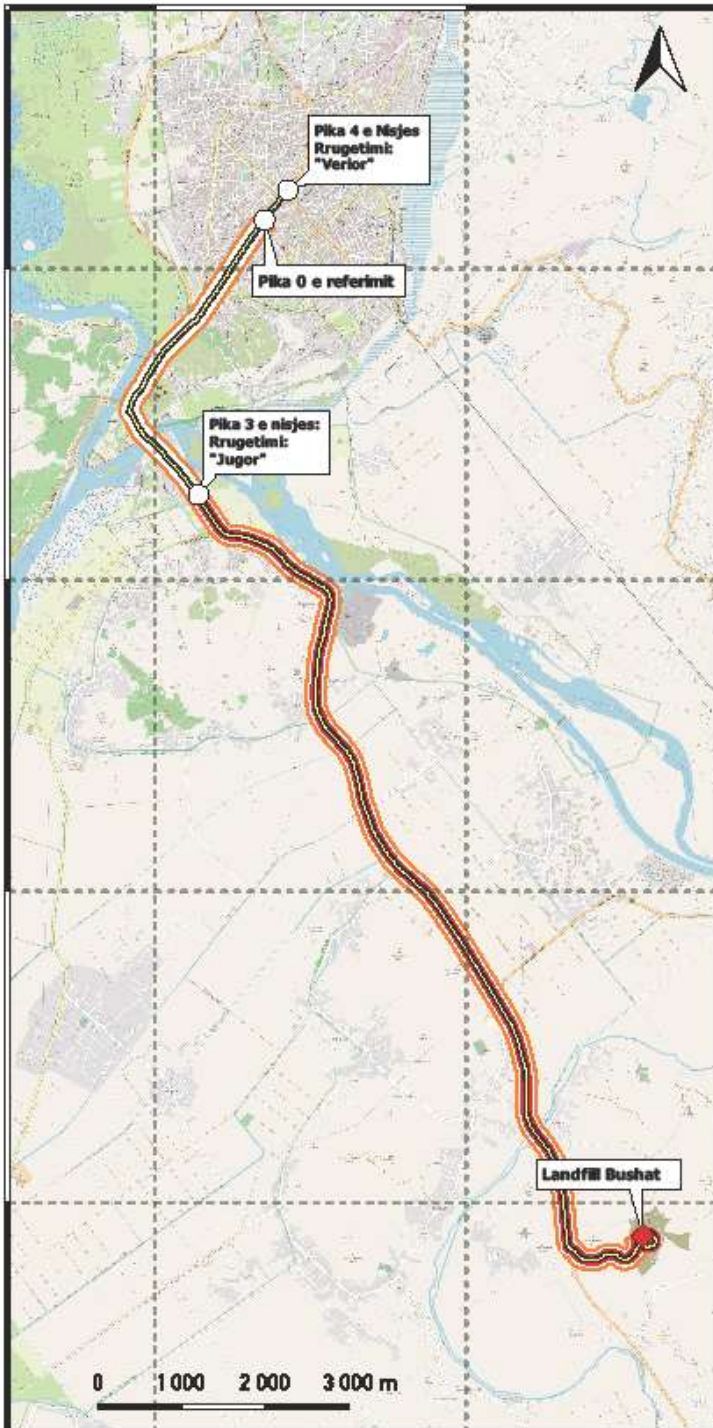 Pika 4 e Nisjes
Rrugetimi:
"Verior"
Pika 0 e referimit
Pika 3 e nisjes:
Rrugetimi:
"Jugor"
Landfill Bushat
0 1 000 2 000 3 000 m